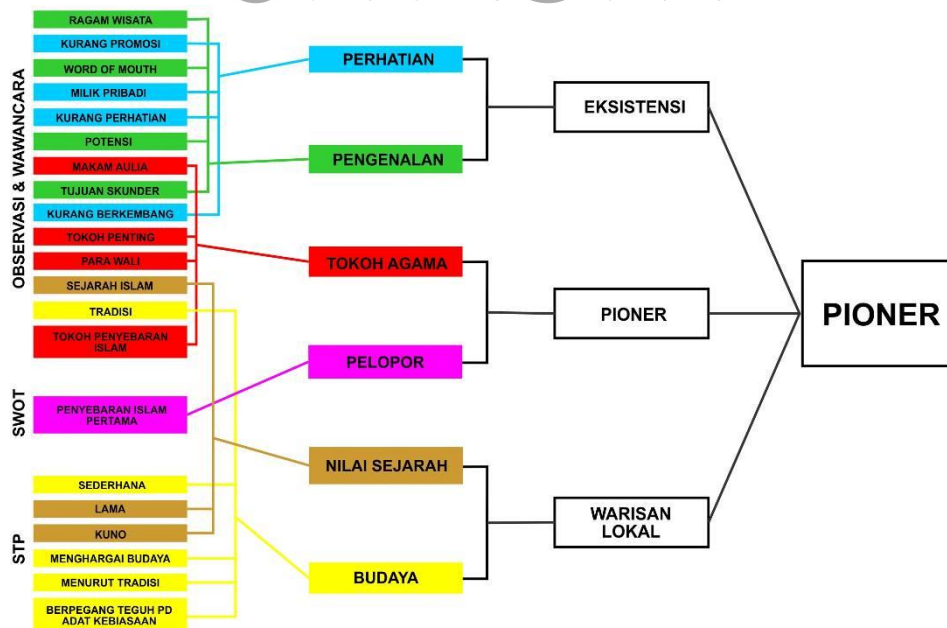 OBSERVASI & WAWANCARA
RAGAM WISATA
KURANG PROMOSI
WORD OF MOUTH
MILIK PRIBADI
KURANG PERHATIAN
POTENSI
MAKAM AULIA
TUJUAN SKUNDER
KURANG BERKEMBANG
TOKOH PENTING
PARA WALI
SEJARAH ISLAM
TRADISI
TOKOH PENYEBARAN
ISLAM
SWOT
PENYEBARAN ISLAM
PERTAMA
STP
SEDERHANA
LAMA
KUNO
MENGHARGAI BUDAYA
MENURUT TRADISI
BERPEGANG TEGUH PD
ADAT KEBIASAAN
PERHATIAN
PENGENALAN
TOKOH AGAMA
PELOPOR
NILAI SEJARAH
BUDAYA
EKSISTENSI
PIONER
WARISAN
LOKAL
PIONER